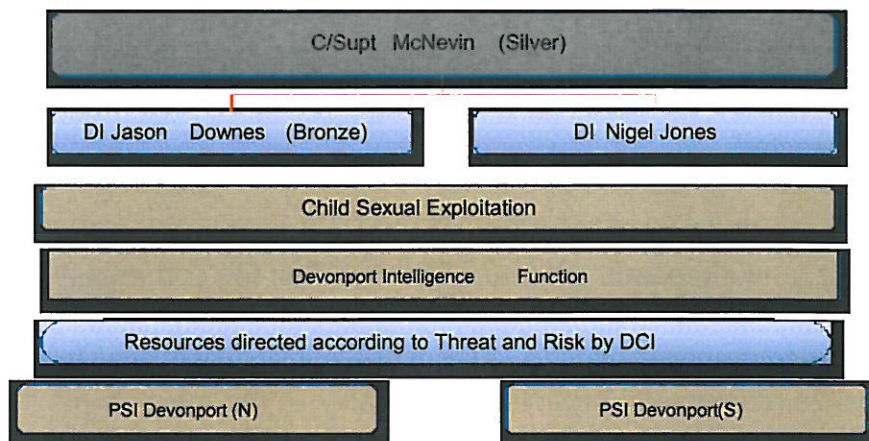 C/Supt McNevin (Silver)
DI Jason Downes (Bronze)
DI Nigel Jones
Child Sexual Exploitation
Devonport Intelligence Function
Resources directed according to Threat and Risk by DCI
PSI Devonport (N)
PSI Devonport(S)